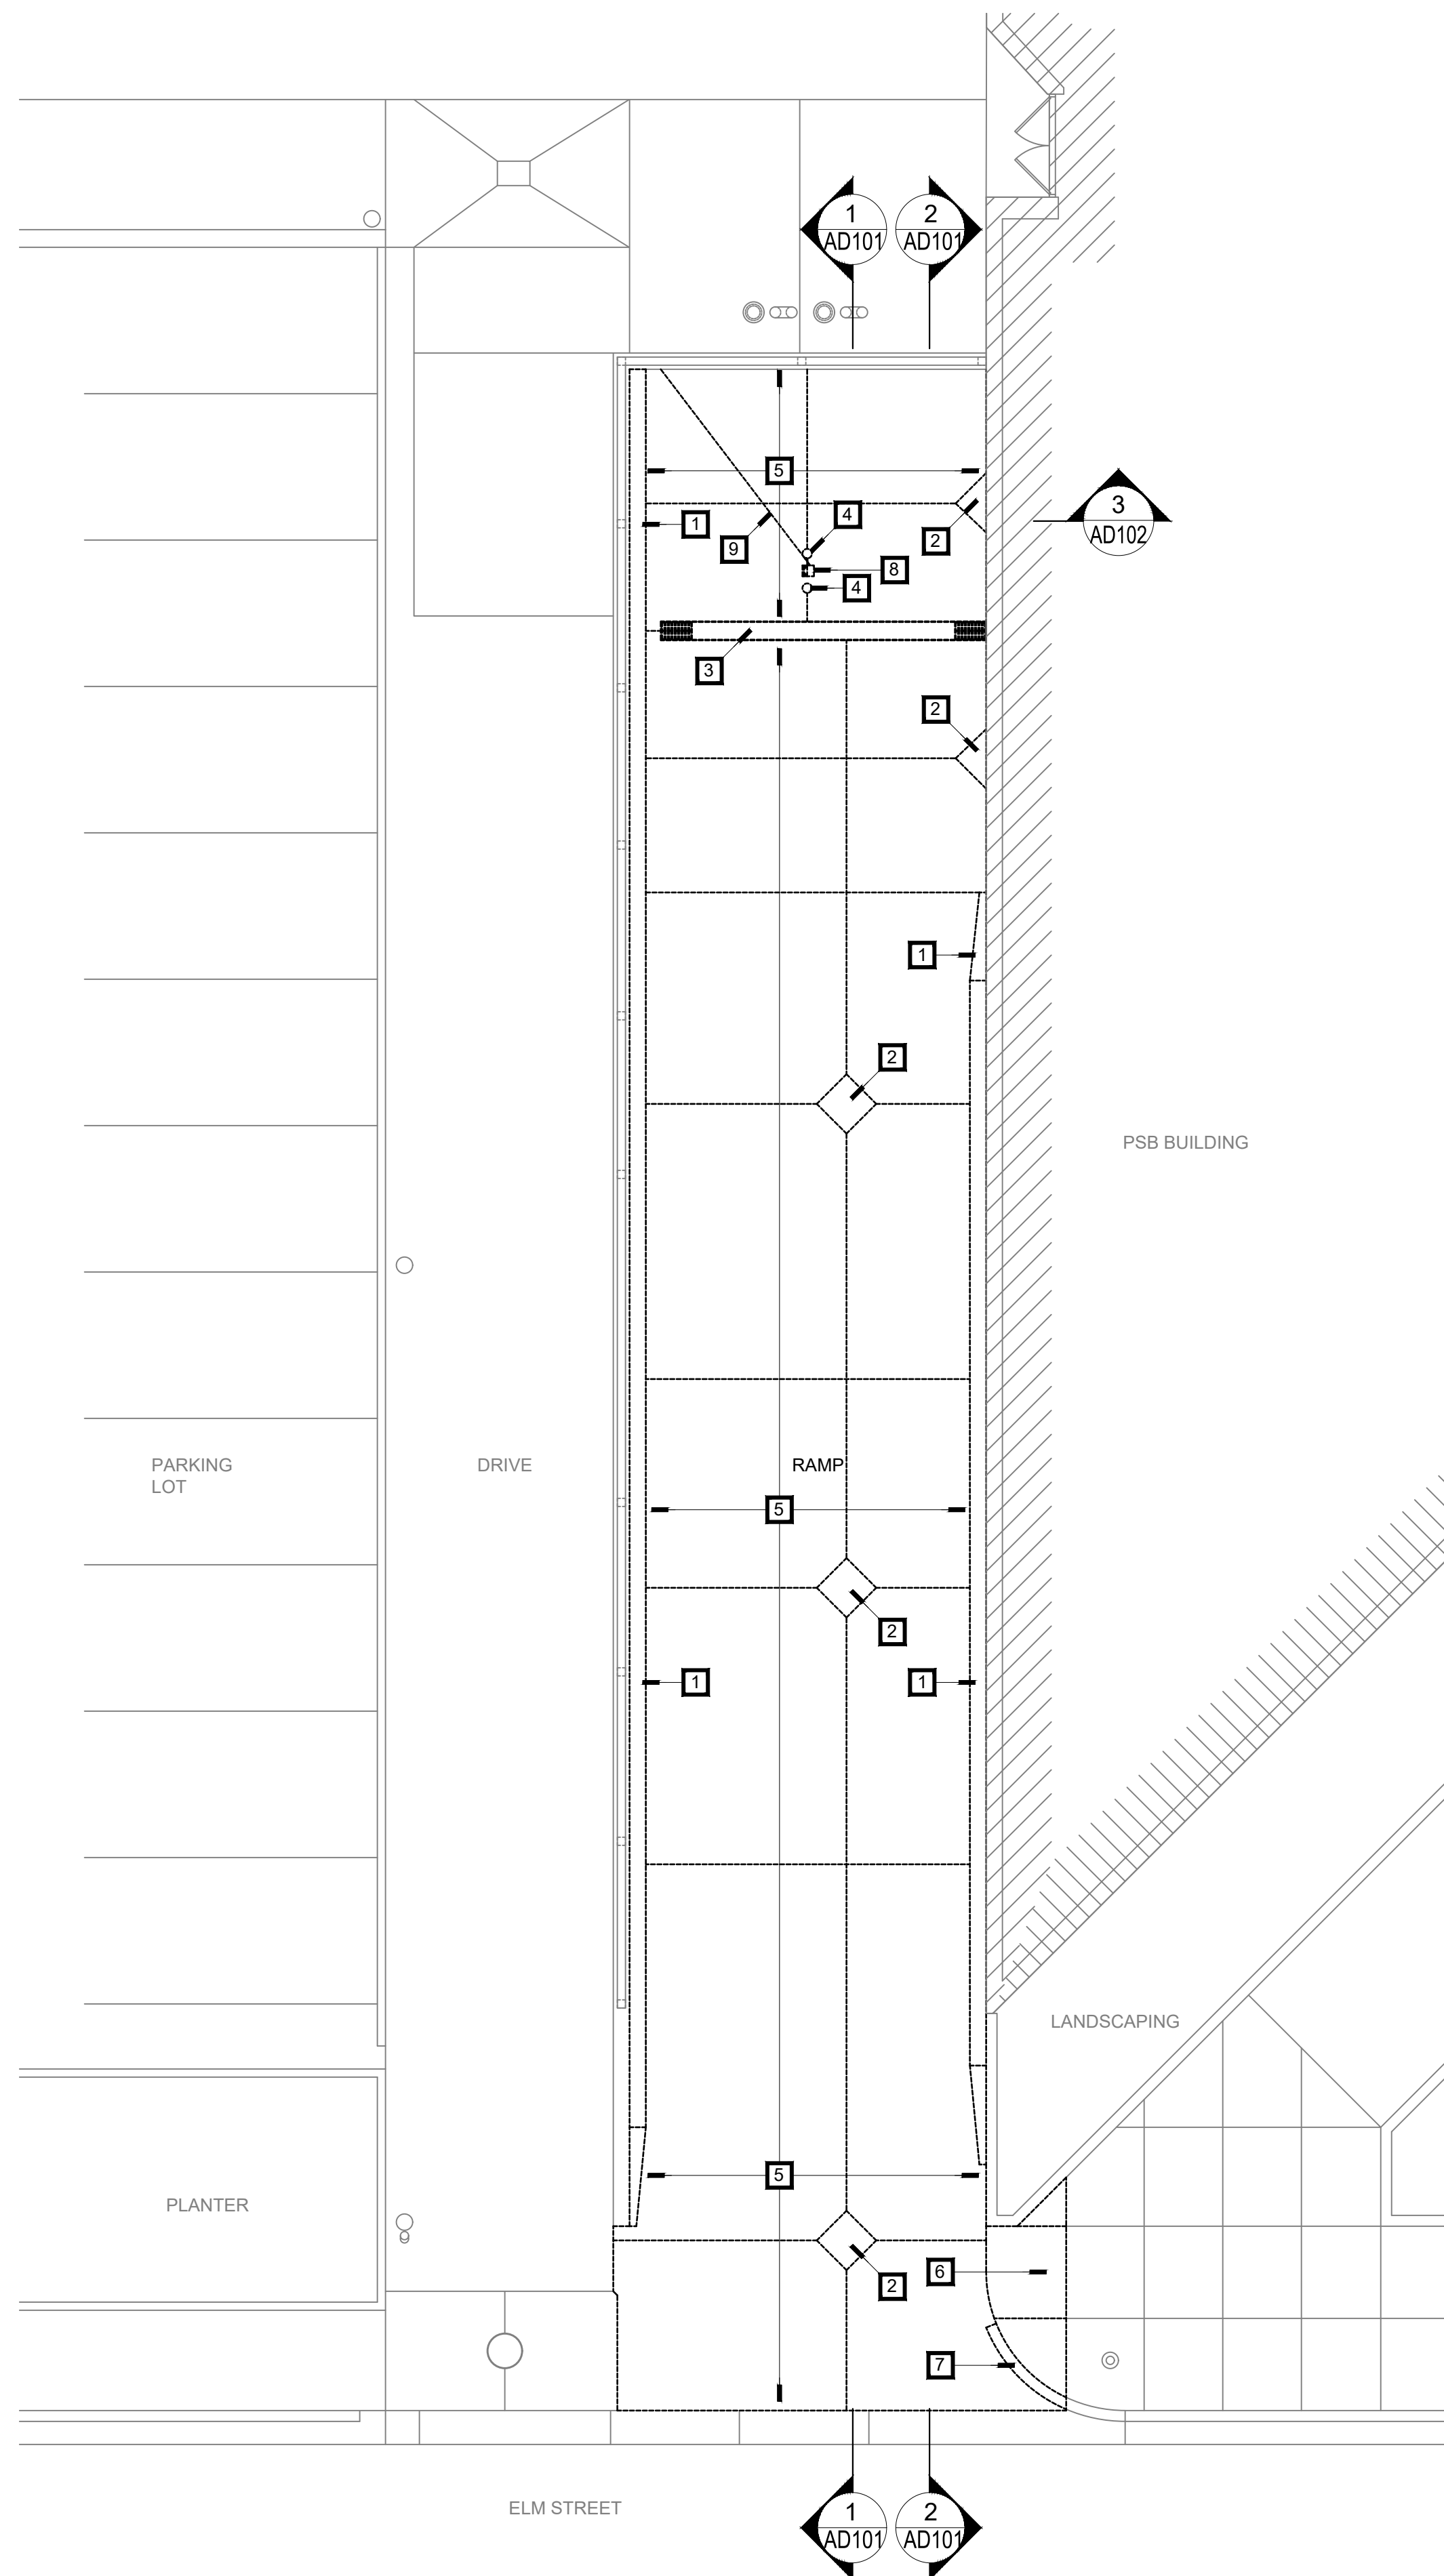 1
AD101
2
AD101
5
4
1
9
2
3
AD102
8
4
3
2
1
2
PSB BUILDING
PARKING
LOT
DRIVE
RAMP
5
2
1
1
LANDSCAPING
5
PLANTER
6
2
7
ELM STREET
1
AD101
2
AD101